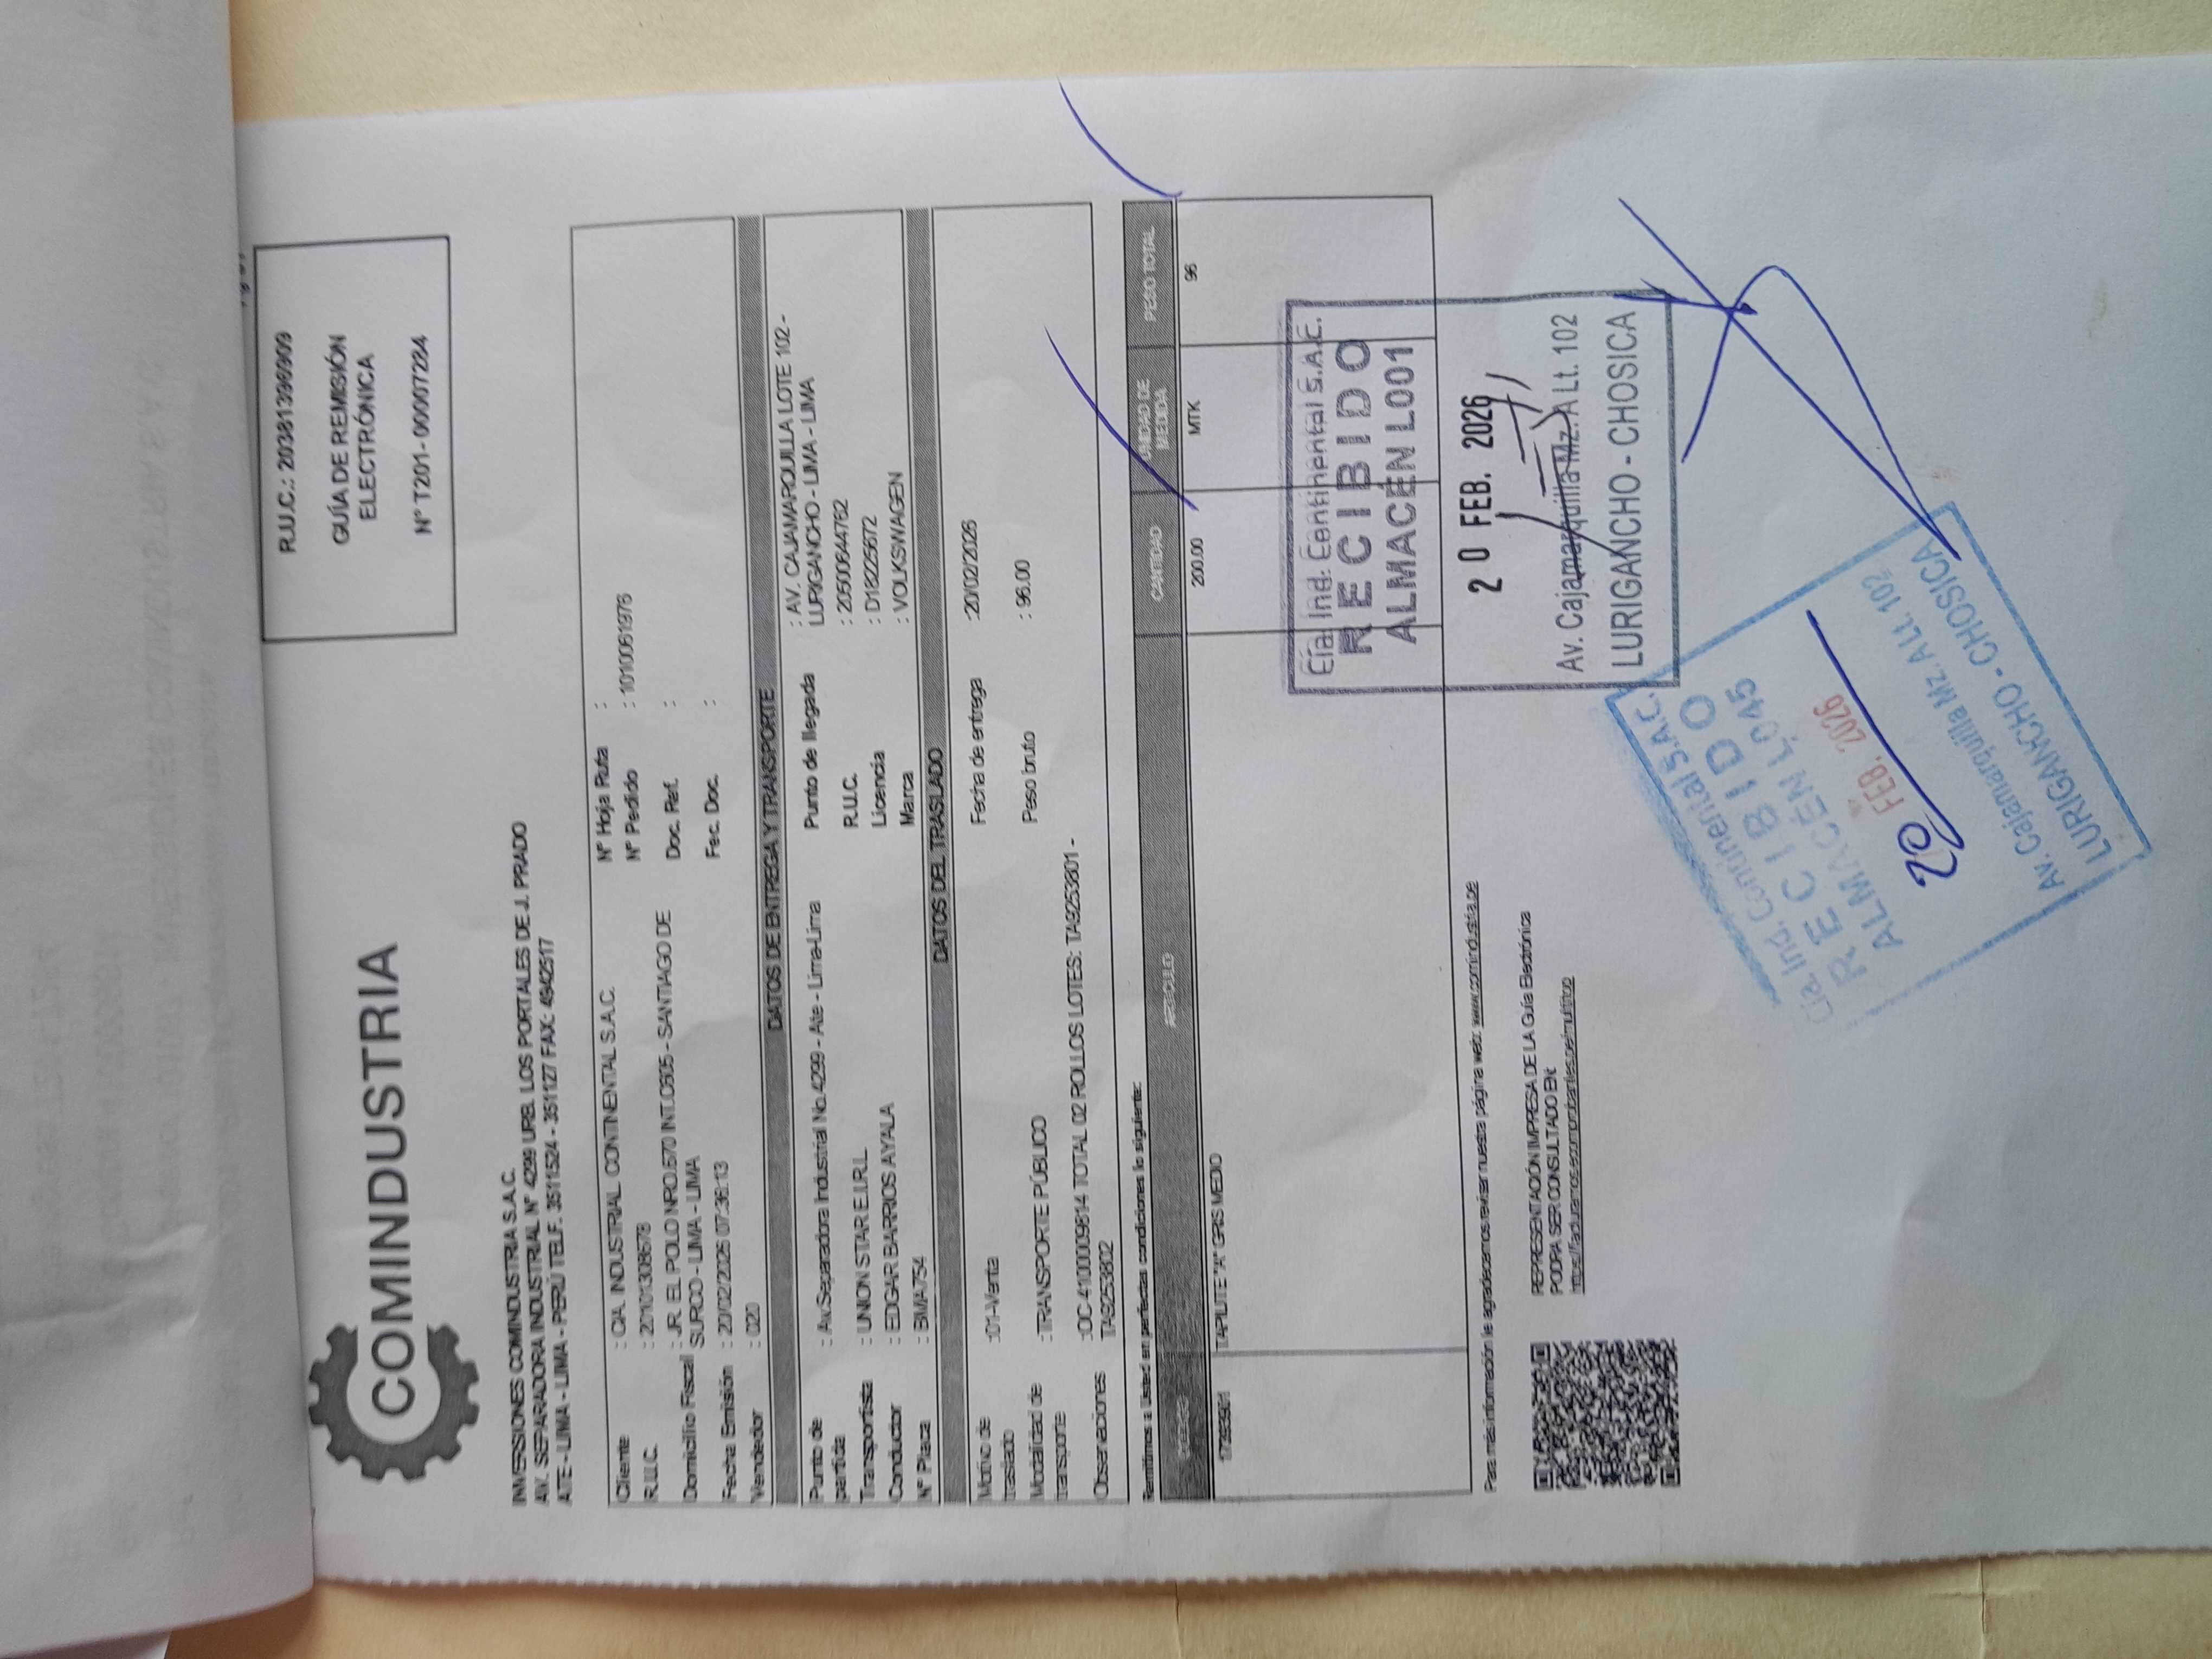 COMINDUSTRIA
R.U.C.: 20381396909
GUÍA DE REMISIÓN
ELECTRÓNICA
N° T201-00007284
INVERSIONES COMINDUSTRIA S.A.C.
AV. SEPARADORA INDUSTRIAL N° 4299 URB. LOS PORTALES DE J. PRADO
ATE - LIMA - PERÚ TELF. 3511524 - 3511127 FAX: 4942517
Cliente : CIA. INDUSTRIAL CONTINENTAL S.A.C. N° Hoja Ruta :
R.U.C. : 20101308678 N° Pedido : 10100061976
Domicilio Fiscal : JR. EL POLO NRO.670 INT.C605 - SANTIAGO DE Doc. Ref. :
SURCO - LIMA - LIMA
Fecha Emisión : 20/02/2026 07:36:13 Fec. Doc. :
Vendedor : 020
DATOS DE ENTREGA Y TRANSPORTE
Punto de partida : Av.Separadora Industrial No.4299 - Ate - Lima-Lima Punto de llegada : AV. CAJAMARQUILLA LOTE 102 -
LURIGANCHO - LIMA - LIMA
Transportista : UNION STAR E.I.R.L. R.U.C. : 20500644762
Conductor : EDGAR BARRIOS AYALA Licencia : D18225672
N° Placa : BMA754 Marca : VOLKSWAGEN
DATOS DEL TRASLADO
Motivo de traslado :01-Venta Fecha de entrega :20/02/2026
Modalidad de transporte :TRANSPORTE PÚBLICO Peso bruto : 96.00
Observaciones :OC 4100009814 TOTAL 02 ROLLOS LOTES: TA9253801 -
TA9253802
Remitimos a Usted en perfectas condiciones lo siguiente:
CODIGO ARTICULO CANTIDAD UNIDAD DE MEDIDA PESO TOTAL
TAPILITE "A" GRIS MEDIO 200.00 MTK 96
Cía. Ind. Continental S.A.C.
RECIBIDO
ALMACÉN L001
20 FEB. 2026
Av. Cajamarquilla Mz. A Lt. 102
LURIGANCHO - CHOSICA
Para más información le agradecemos revisar nuestra página web: www.comindustria.pe
REPRESENTACIÓN IMPRESA DE LA Guía Electrónica
PODRA SER CONSULTADO EN:
Cía. Ind. Continental S.A.C.
RECIBIDO
ALMACÉN L045
20 FEB. 2026
Av. Cajamarquilla Mz. A Lt. 102
LURIGANCHO - CHOSICA